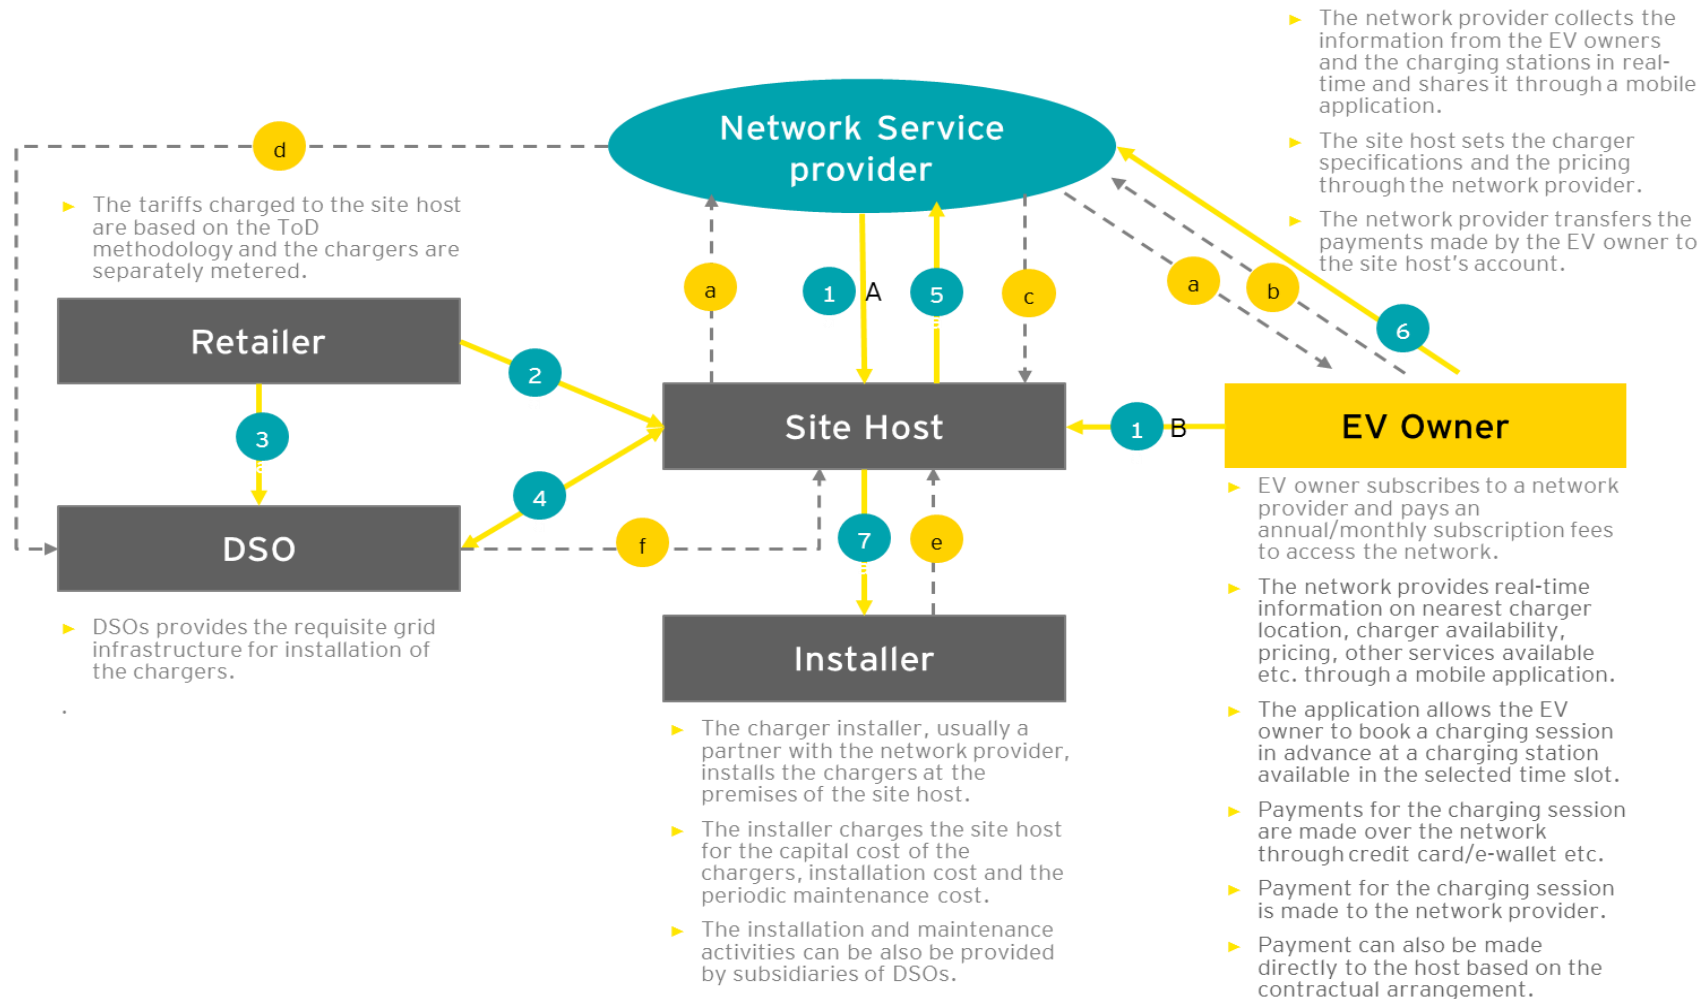 The network provider collects the
information from the EV owners
and the charging stations in real-
time and shares it through a mobile
application.
The site host sets the charger
specifications and the pricing
through the network provider.
The network provider transfers the
payments made by the EV owner to
the site host's account.
Network Service
provider
d
The tariffs charged to the site host
are based on the ToD
methodology and the chargers are
separately metered.
a
1
A
5
c
a
b
6
Retailer
2
3
4
DSO
f
DSOs provides the requisite grid
infrastructure for installation of
the chargers.
.
Site Host
1
B
EV Owner
7
e
Installer
The charger installer, usually a
partner with the network provider,
installs the chargers at the
premises of the site host.
The installer charges the site host
for the capital cost of the
chargers, installation cost and the
periodic maintenance cost.
The installation and maintenance
activities can be also be provided
by subsidiaries of DSOs.
EV owner subscribes to a network
provider and pays an
annual/monthly subscription fees
to access the network.
The network provides real-time
information on nearest charger
location, charger availability,
pricing, other services available
etc. through a mobile application.
The application allows the EV
owner to book a charging session
in advance at a charging station
available in the selected time slot.
Payments for the charging session
are made over the network
through credit card/e-wallet etc.
Payment for the charging session
is made to the network provider.
Payment can also be made
directly to the host based on the
contractual arrangement.